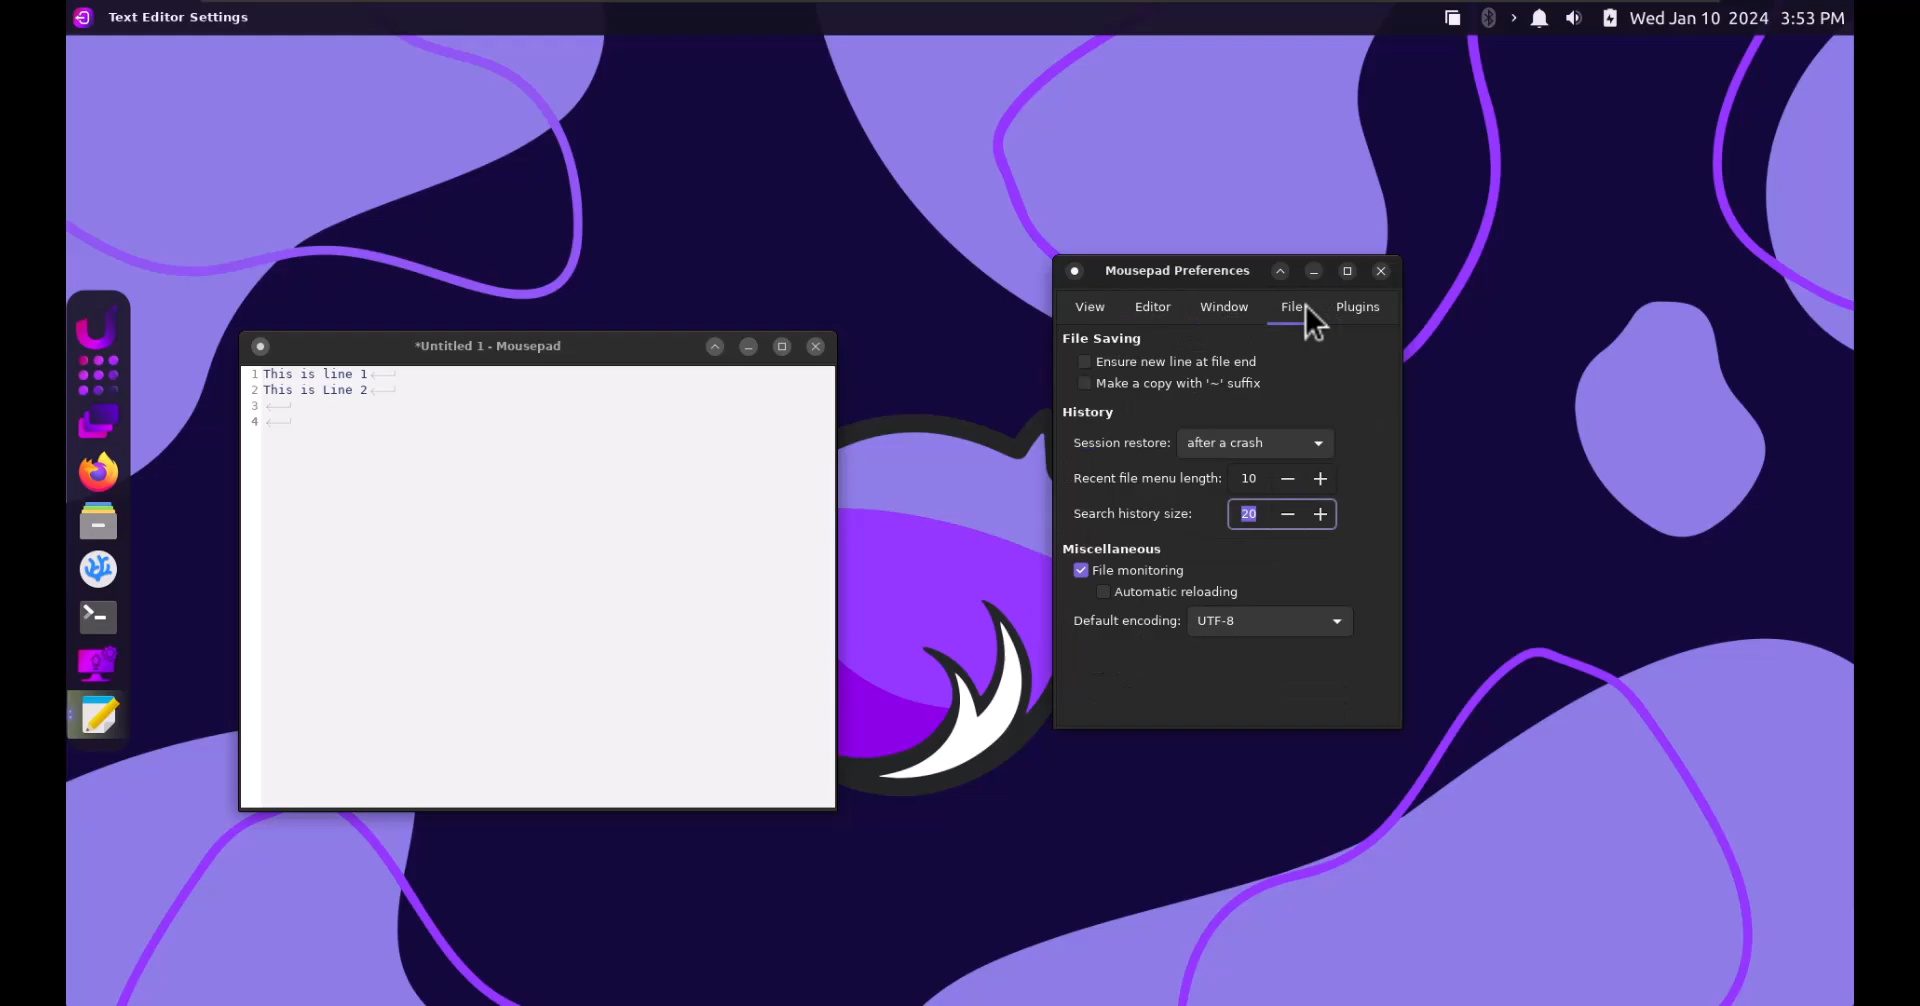 Text Editor Settings
Wed Jan 10 2024 3:53 PM
*Untitled 1 - Mousepad
1 This is line 1
2 This is Line 2
3
4
Mousepad Preferences
View Editor Window File Plugins
File Saving
Ensure new line at file end
Make a copy with '~' suffix
History
Session restore: after a crash
Recent file menu length: 10
Search history size: 20
Miscellaneous
File monitoring
Automatic reloading
Default encoding: UTF-8